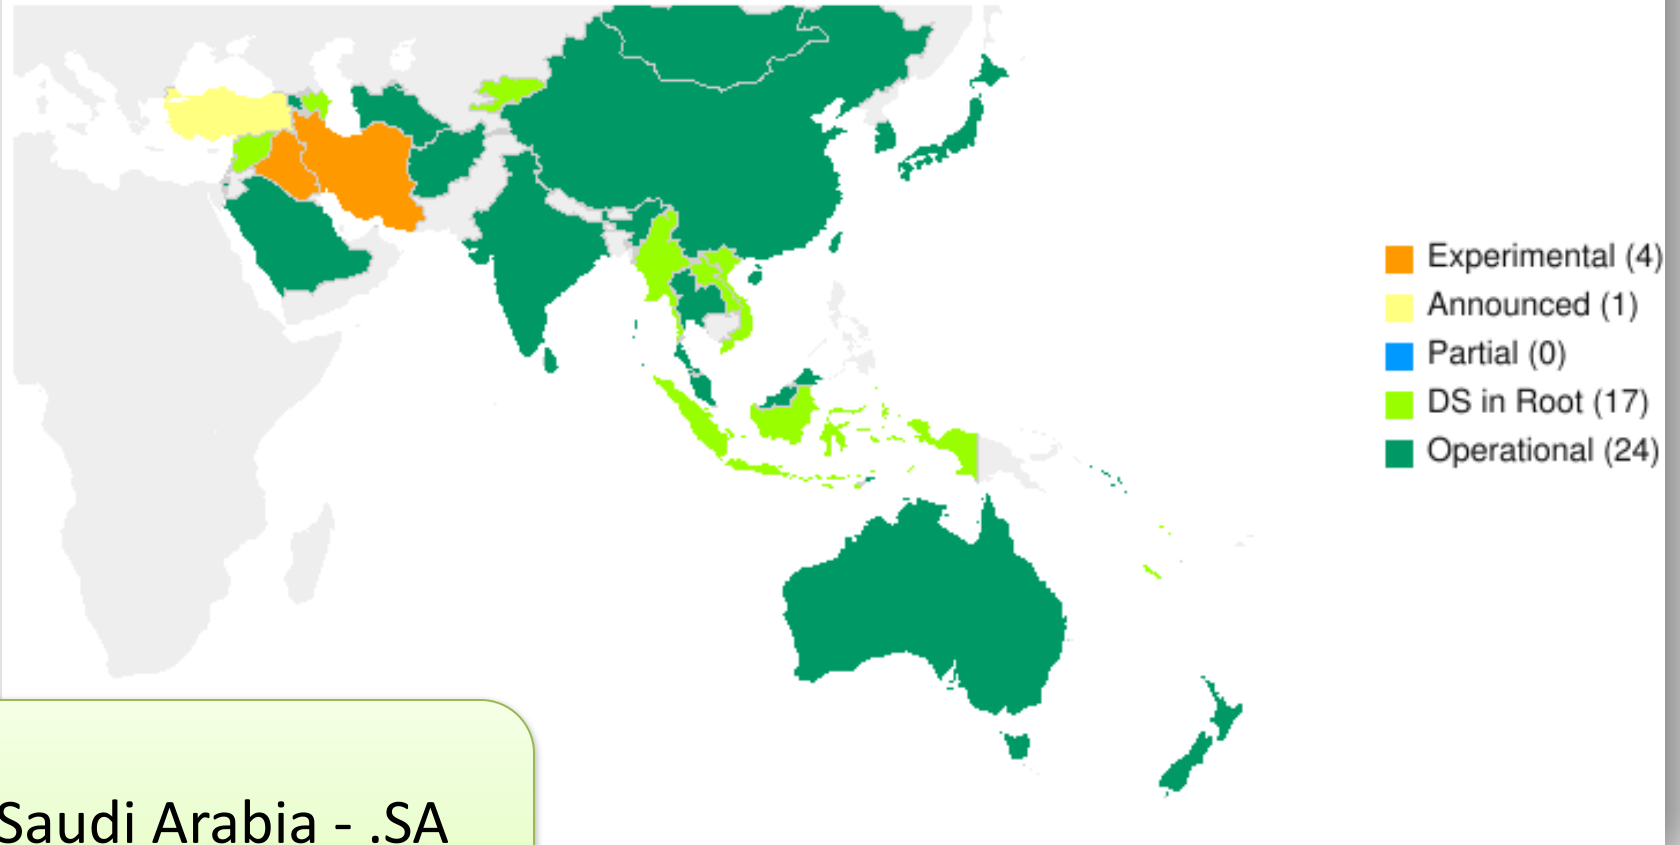 Experimental (4)
Announced (1)
Partial (0)
DS in Root (17)
Operational (24)
Saudi Arabia - .SA